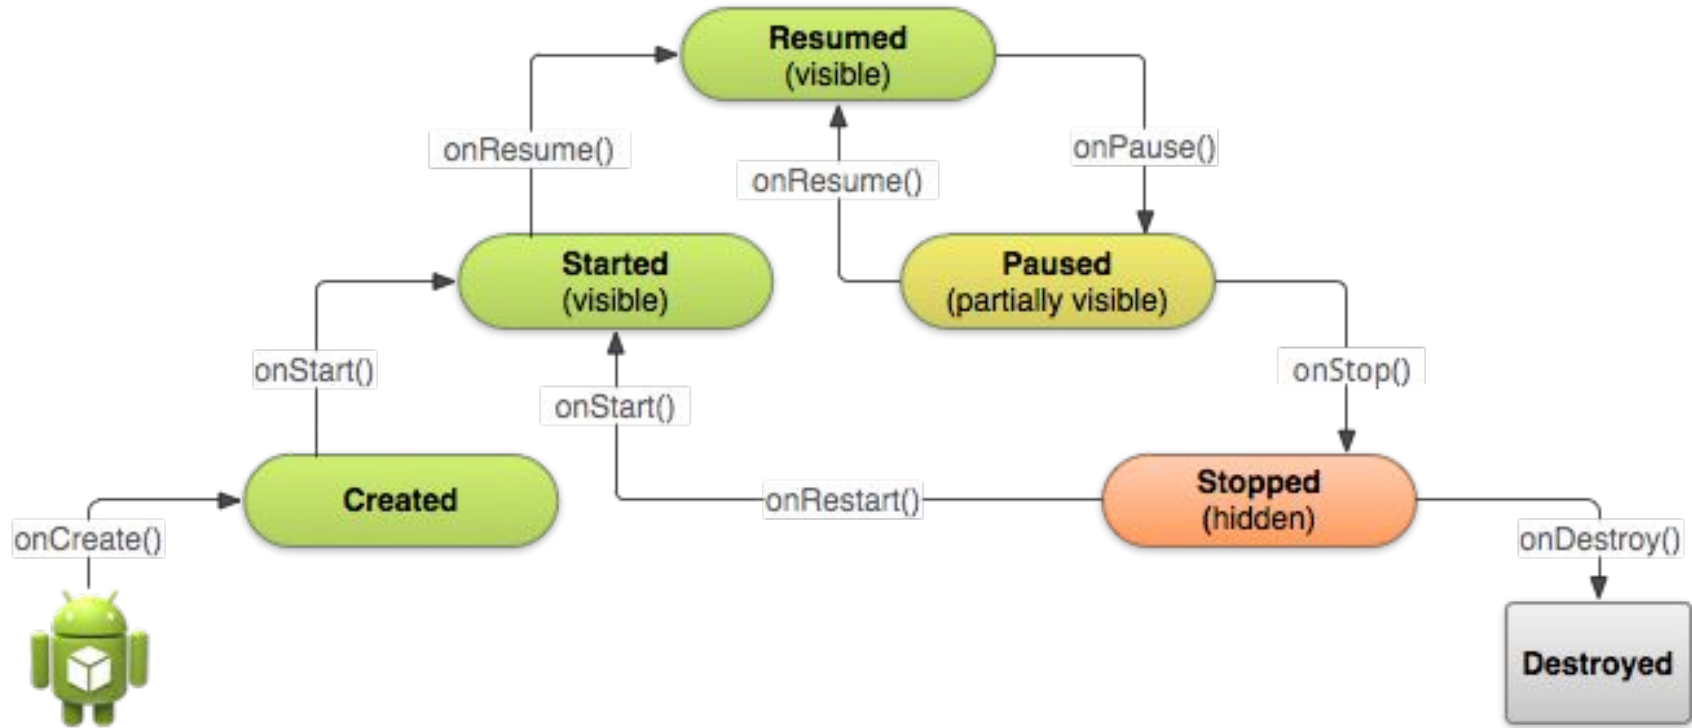 Resumed
(visible)
onResume()
onPause()
onResume()
Started
(visible)
Paused
(partially visible)
onStart()
onStop()
onStart()
Created
onRestart()
Stopped
(hidden)
onCreate()
onDestroy()
Destroyed